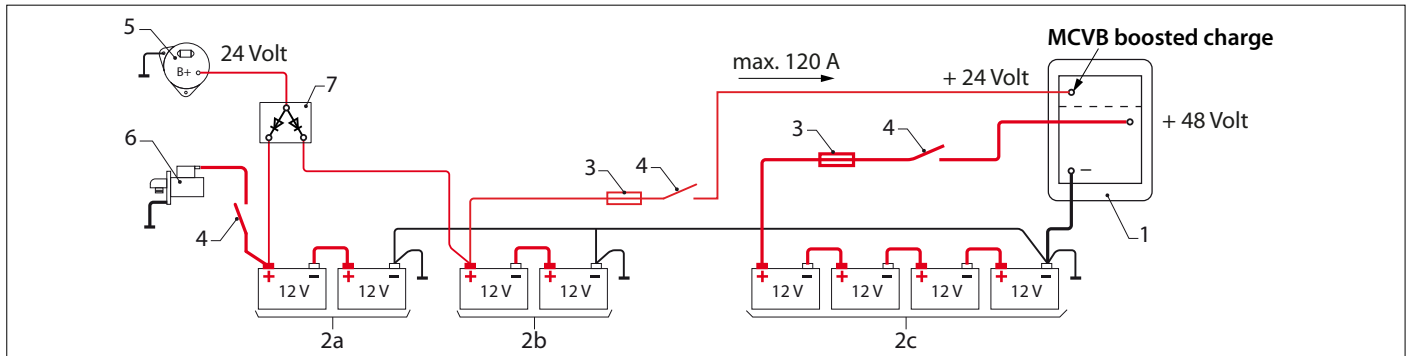 5
24 Volt
B+
7
6
4
max. 120 A
MCVB boosted charge
+ 24 Volt
+ 48 Volt
3
4
3
4
−
1
+
−
+
−
12 V
12 V
+
−
+
−
12 V
12 V
+
−
+
−
+
−
+
−
12 V
12 V
12 V
12 V
2a
2b
2c